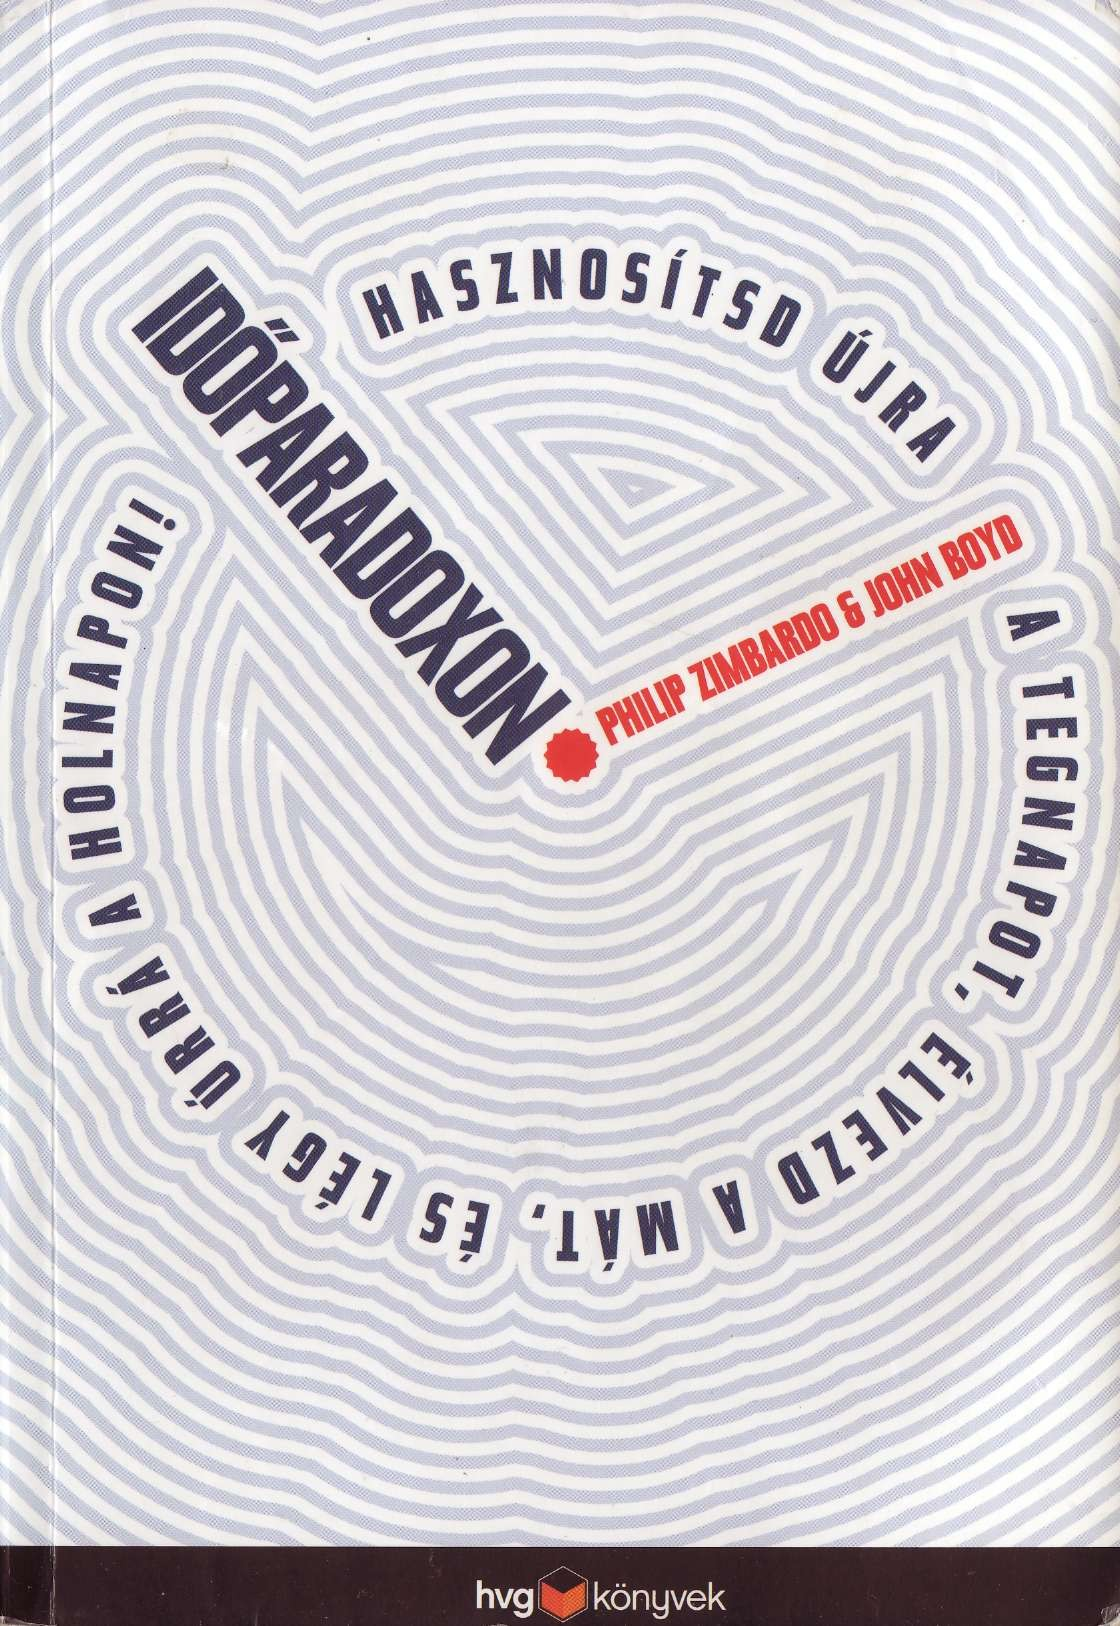 IDŐPARADOXON
PHILIP ZIMBARDO & JOHN BOYD
HASZNOSÍTSD ÚJRA A TEGNAPOT, ÉLVEZD A MÁT, ÉS LÉGY ÚRRÁ A HOLNAPON!
hvg könyvek